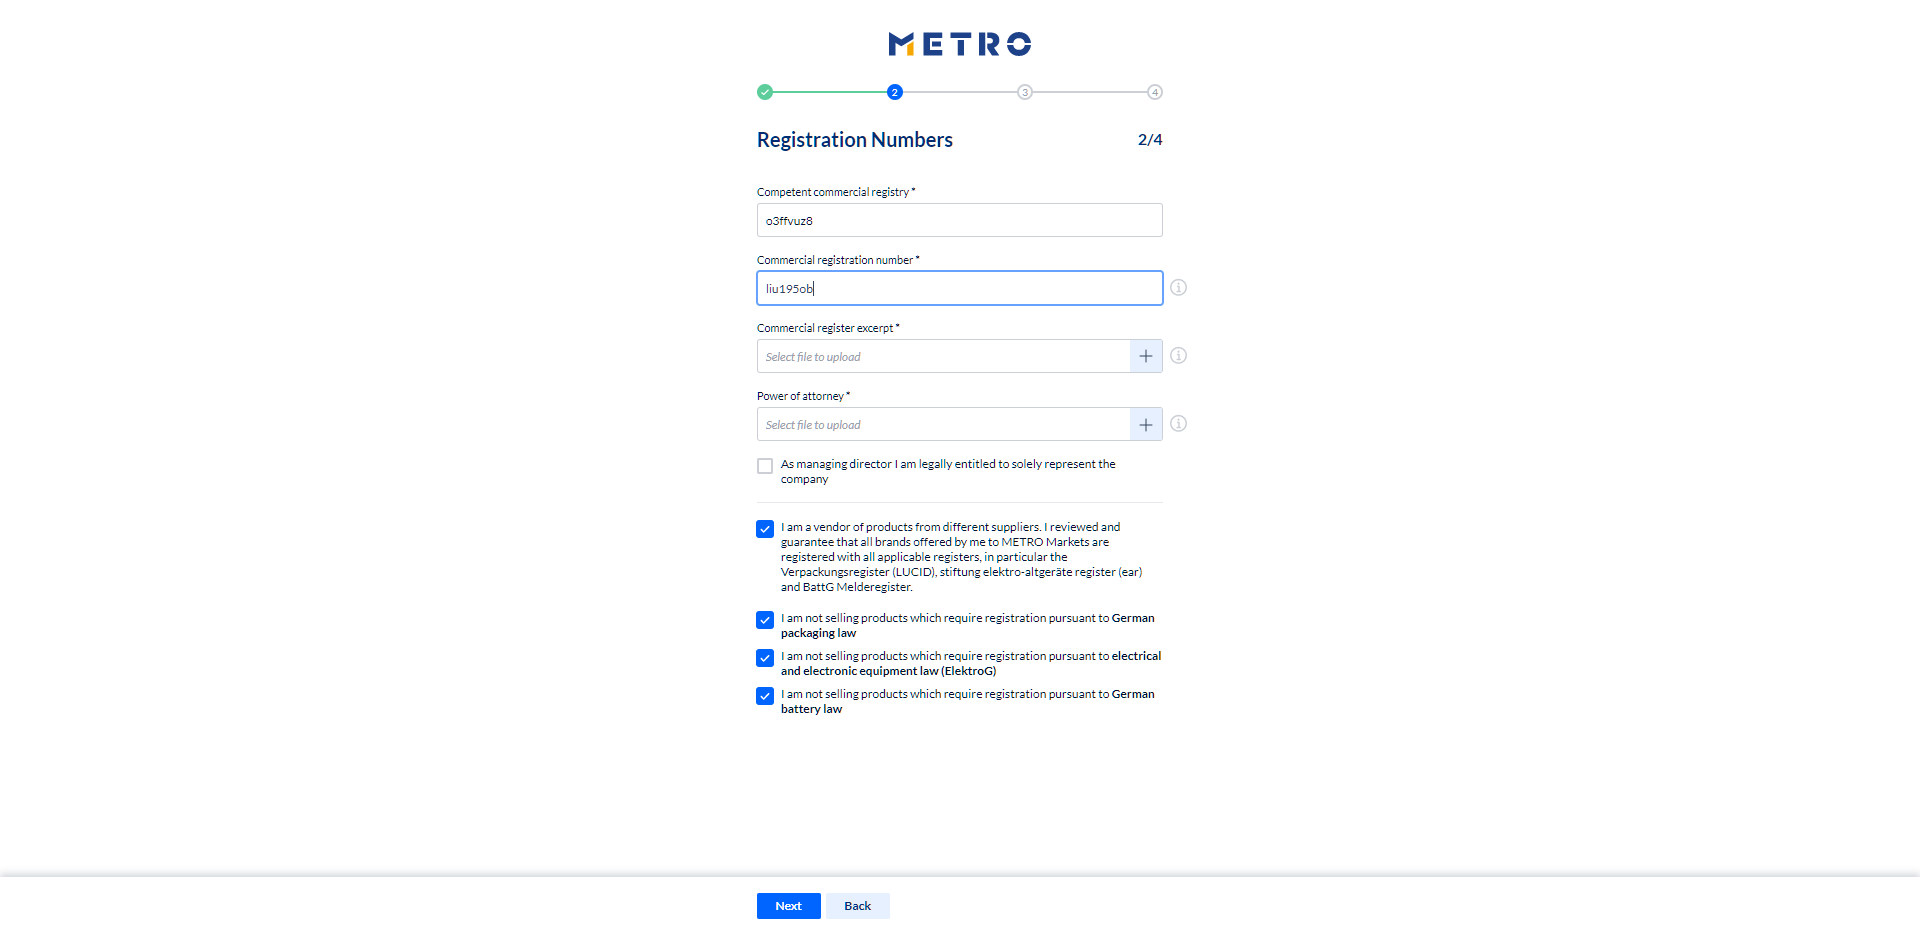 METRO
2
3
4
Registration Numbers
2/4
Competent commercial registry *
o3ffvuz8
Commercial registration number *
liu195ob
Commercial register excerpt *
Select file to upload
Power of attorney *
Select file to upload
As managing director I am legally entitled to solely represent the
company
I am a vendor of products from different suppliers. I reviewed and
guarantee that all brands offered by me to METRO Markets are
registered with all applicable registers, in particular the
Verpackungsregister (LUCID), stiftung elektro-altgeräte register (ear)
and BattG Melderegister.
I am not selling products which require registration pursuant to German
packaging law
I am not selling products which require registration pursuant to electrical
and electronic equipment law (ElektroG)
I am not selling products which require registration pursuant to German
battery law
Next
Back